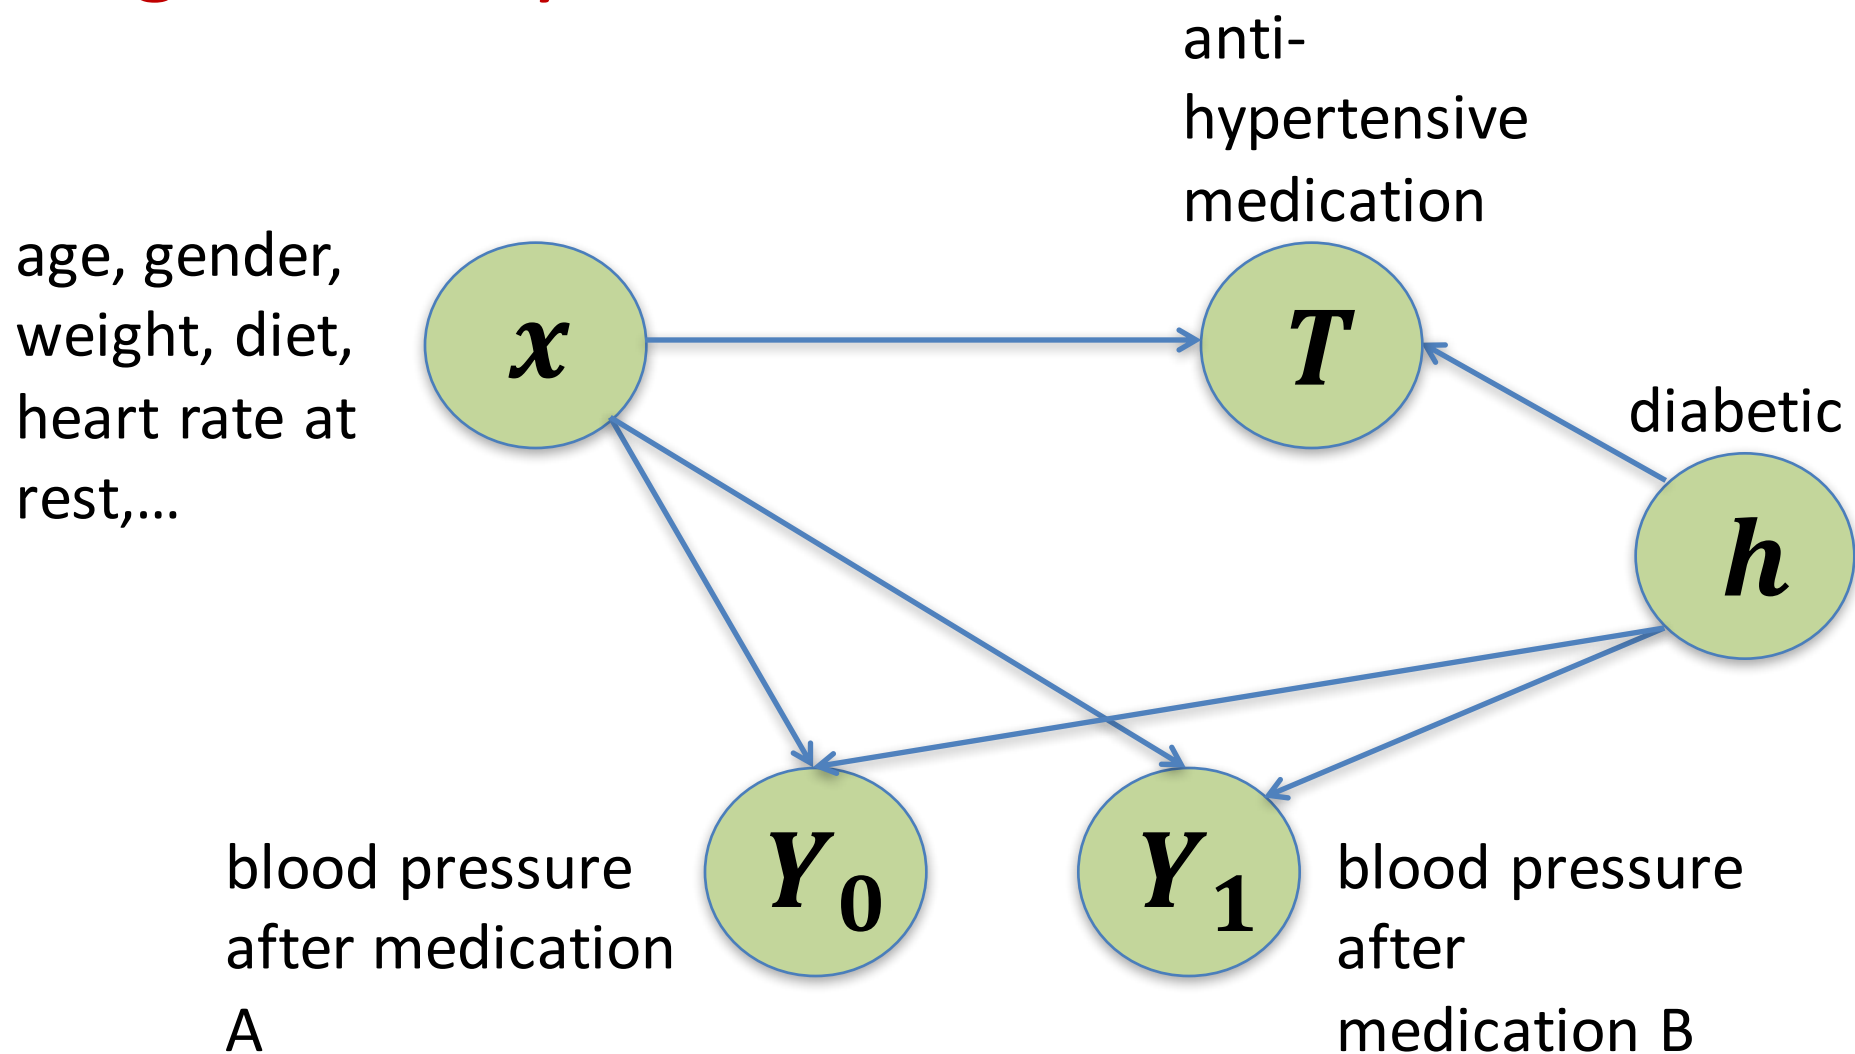 anti-
hypertensive
medication
age, gender,
weight, diet,
heart rate at
rest,...
x
T
diabetic
h
Y0
Y1
blood pressure
after medication
A
blood pressure
after
medication B